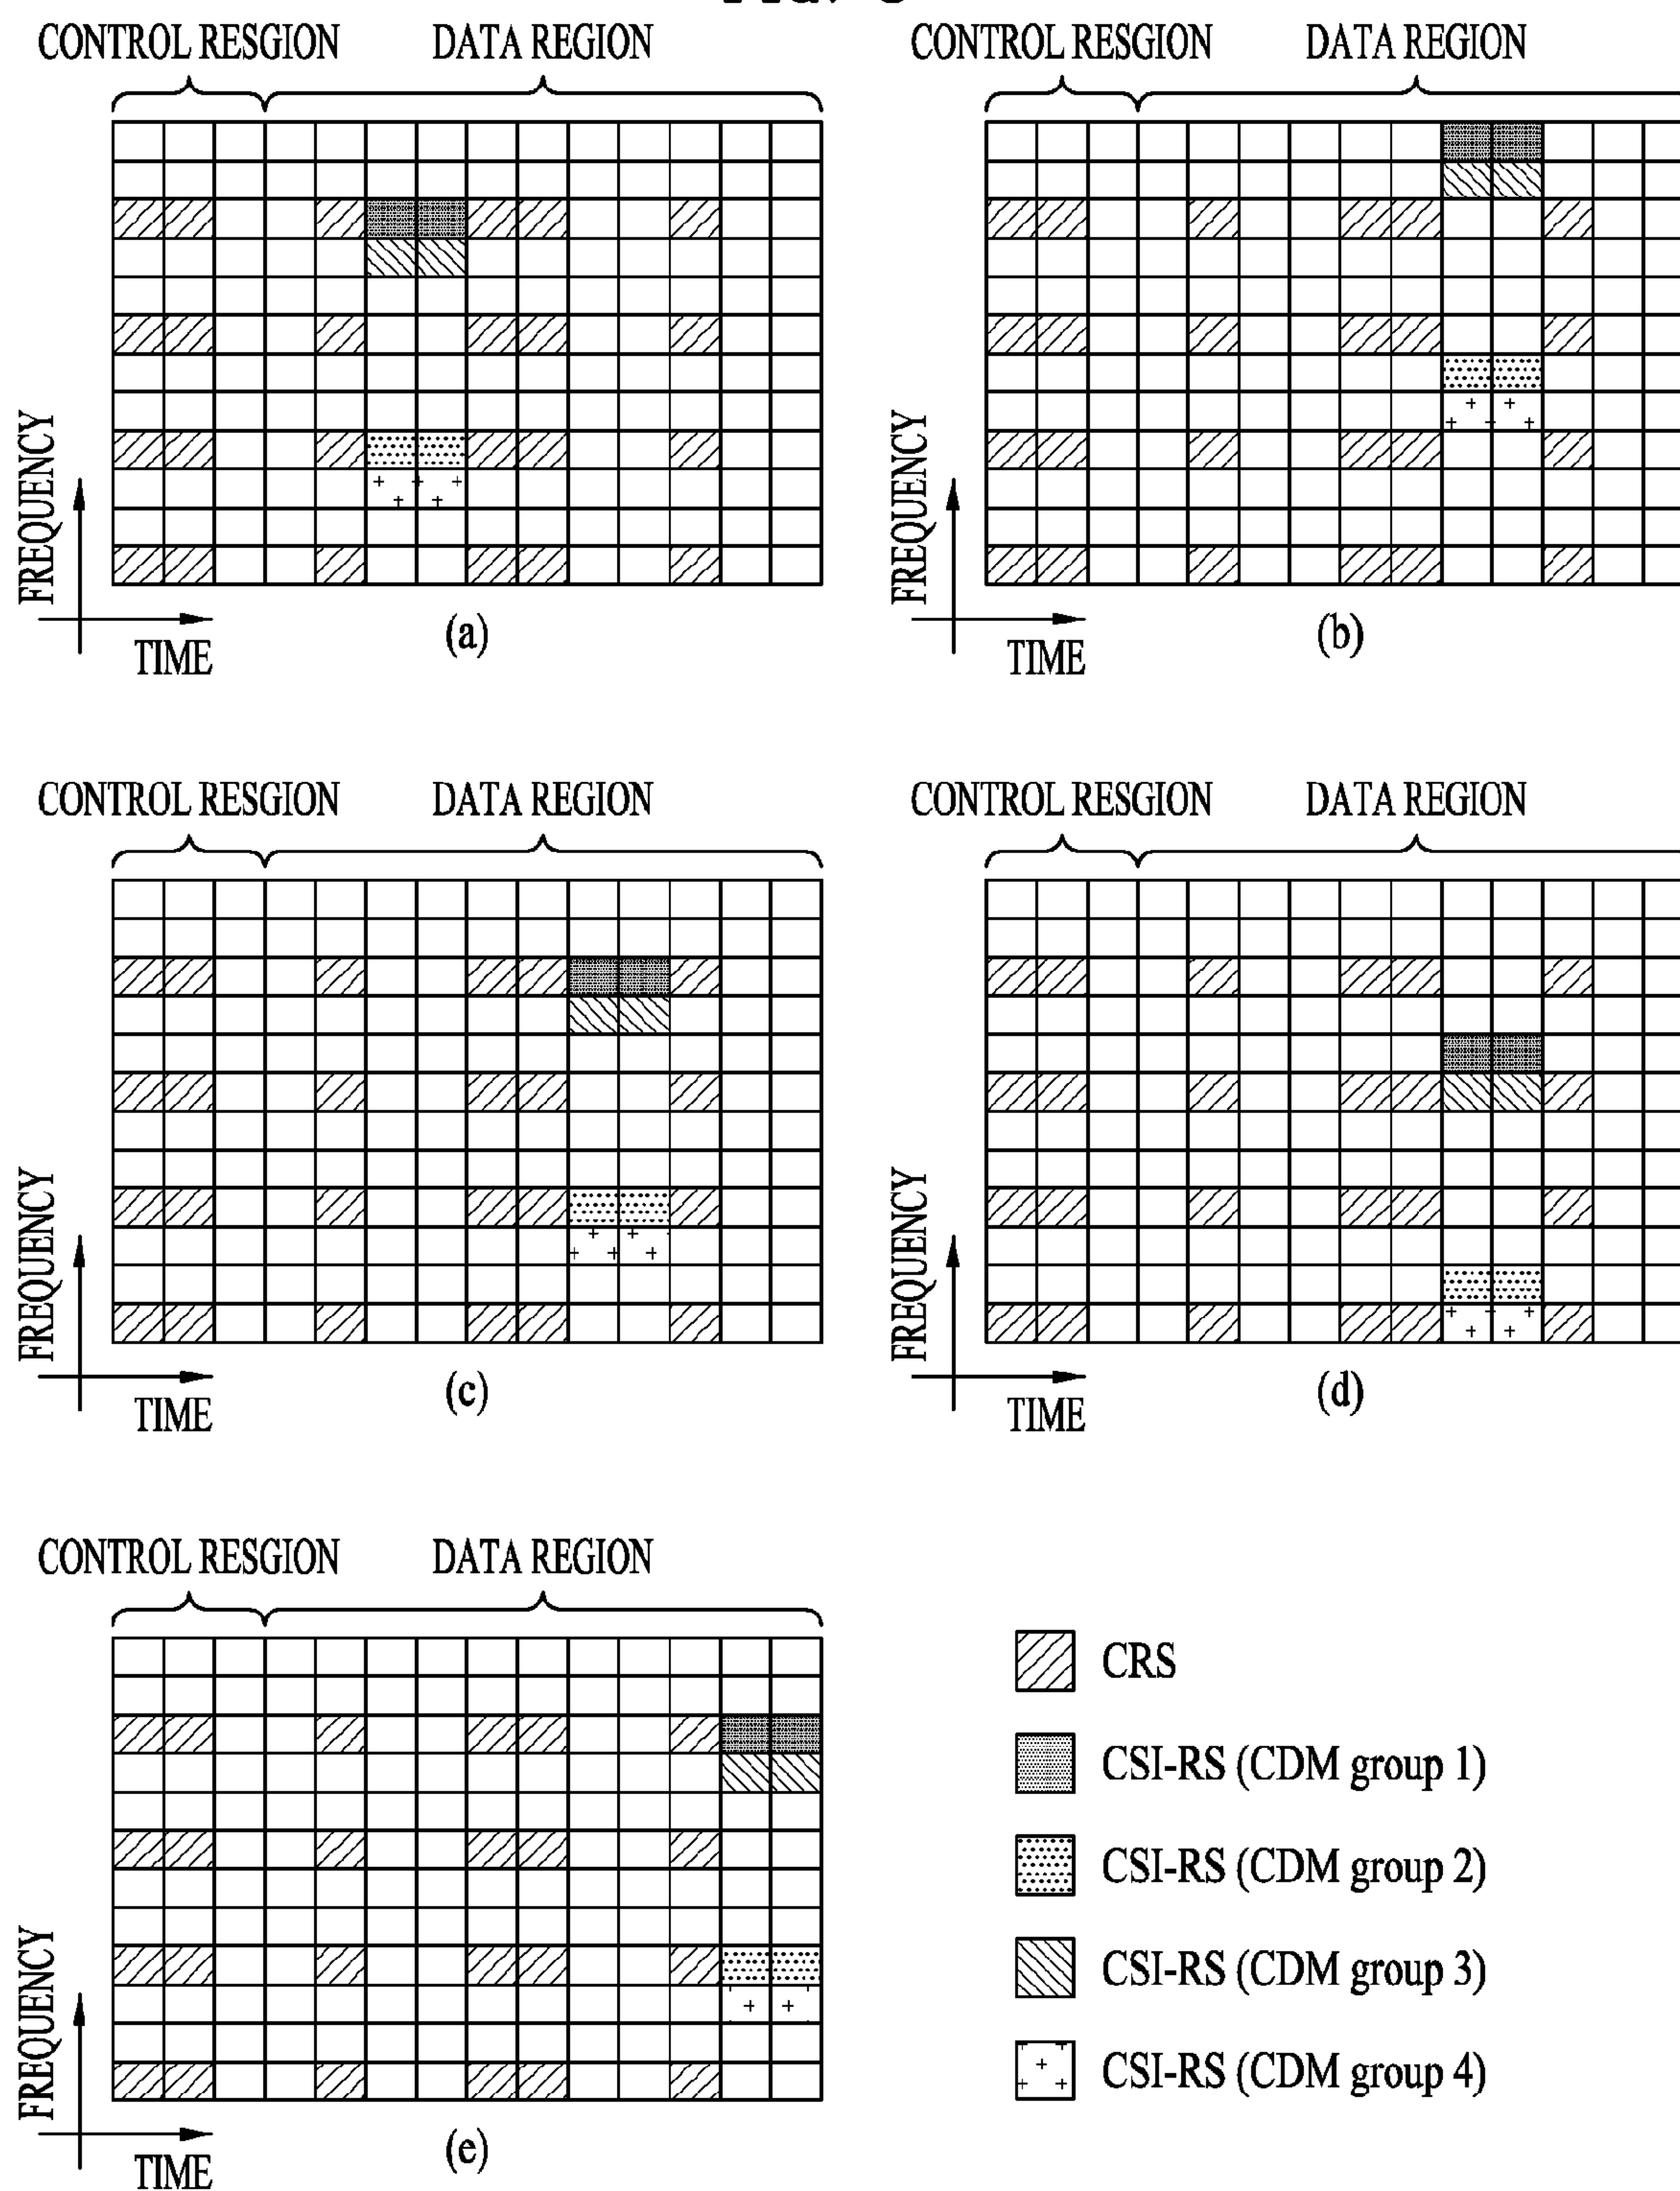 CONTROL RESGION DATA REGION
FREQUENCY
TIME
(a)
CONTROL RESGION DATA REGION
FREQUENCY
TIME
(b)
CONTROL RESGION DATA REGION
FREQUENCY
TIME
(c)
CONTROL RESGION DATA REGION
FREQUENCY
TIME
(d)
CONTROL RESGION DATA REGION
FREQUENCY
TIME
(e)
CRS
CSI-RS (CDM group 1)
CSI-RS (CDM group 2)
CSI-RS (CDM group 3)
CSI-RS (CDM group 4)